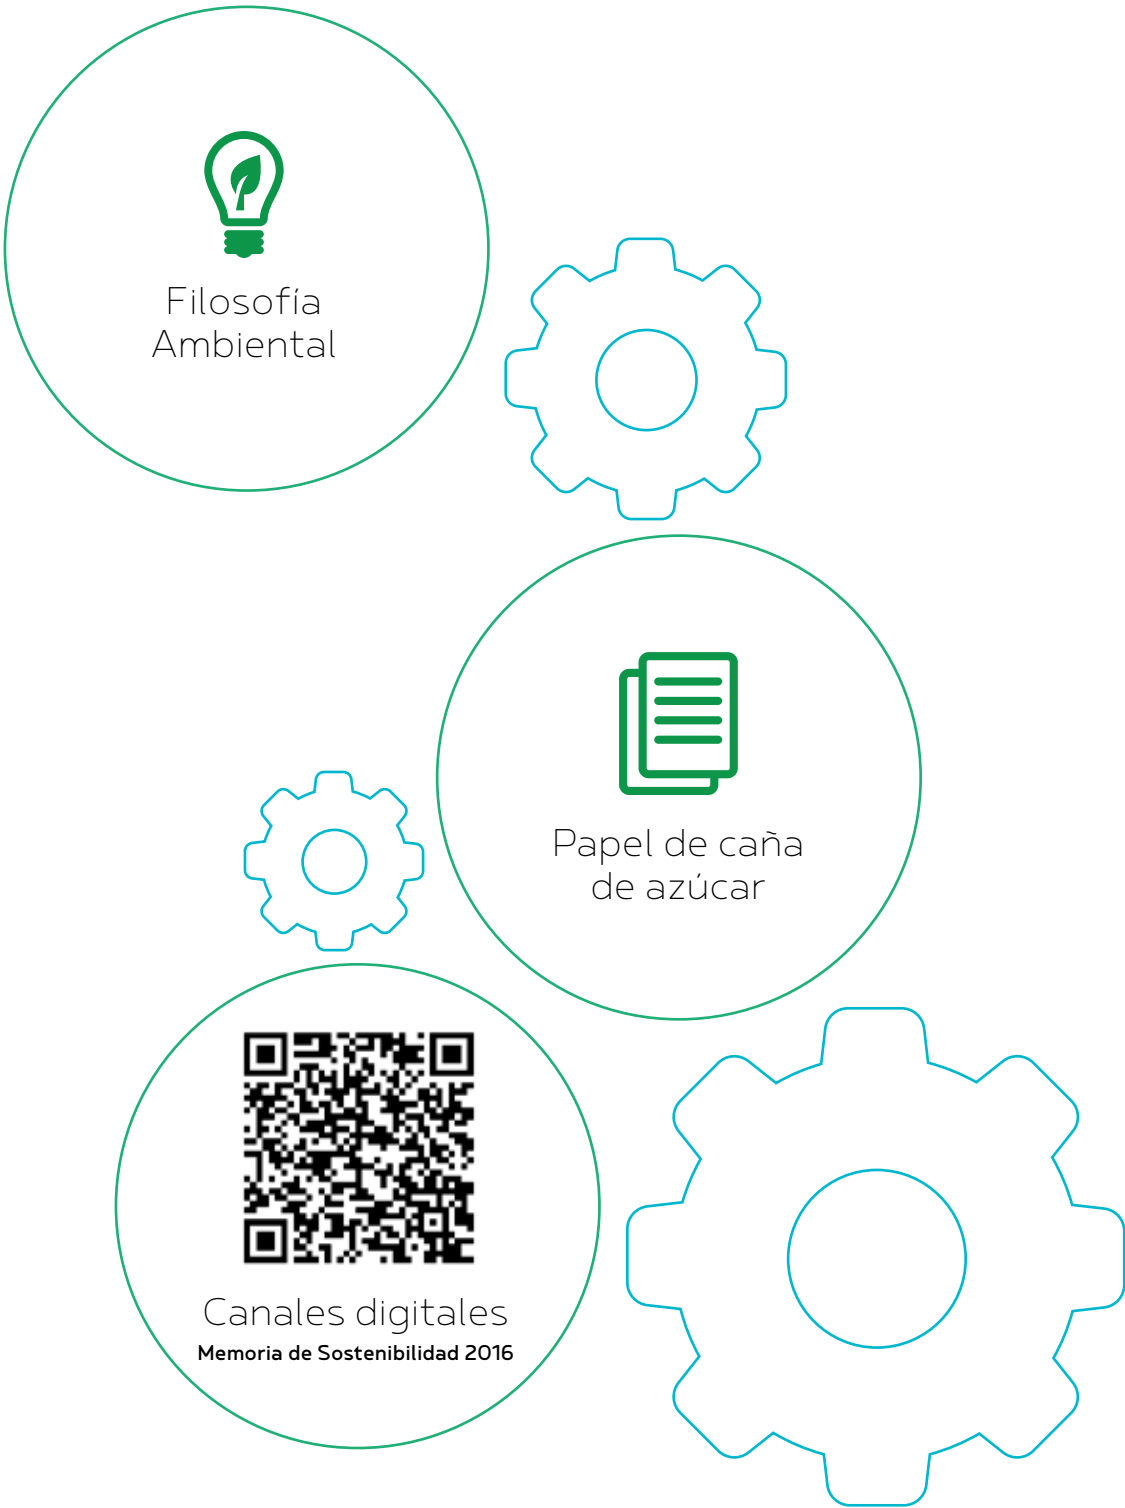 Filosofía
Ambiental
Papel de caña
de azúcar
Canales digitales
Memoria de Sostenibilidad 2016